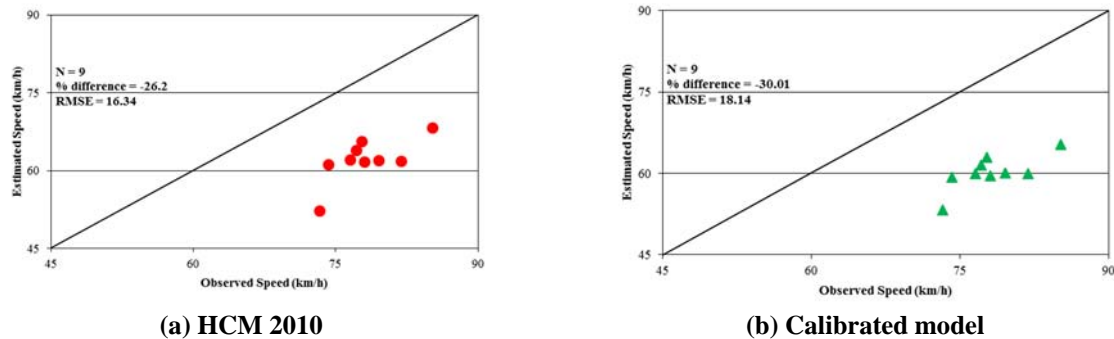 90
75
60
45
Estimated Speed (km/h)
N = 9
% difference = -26.2
RMSE = 16.34
45 60 75 90
Observed Speed (km/h)
(a) HCM 2010
90
75
60
45
Estimated Speed (km/h)
N = 9
% difference = -30.01
RMSE = 18.14
45 60 75 90
Observed Speed (km/h)
(b) Calibrated model